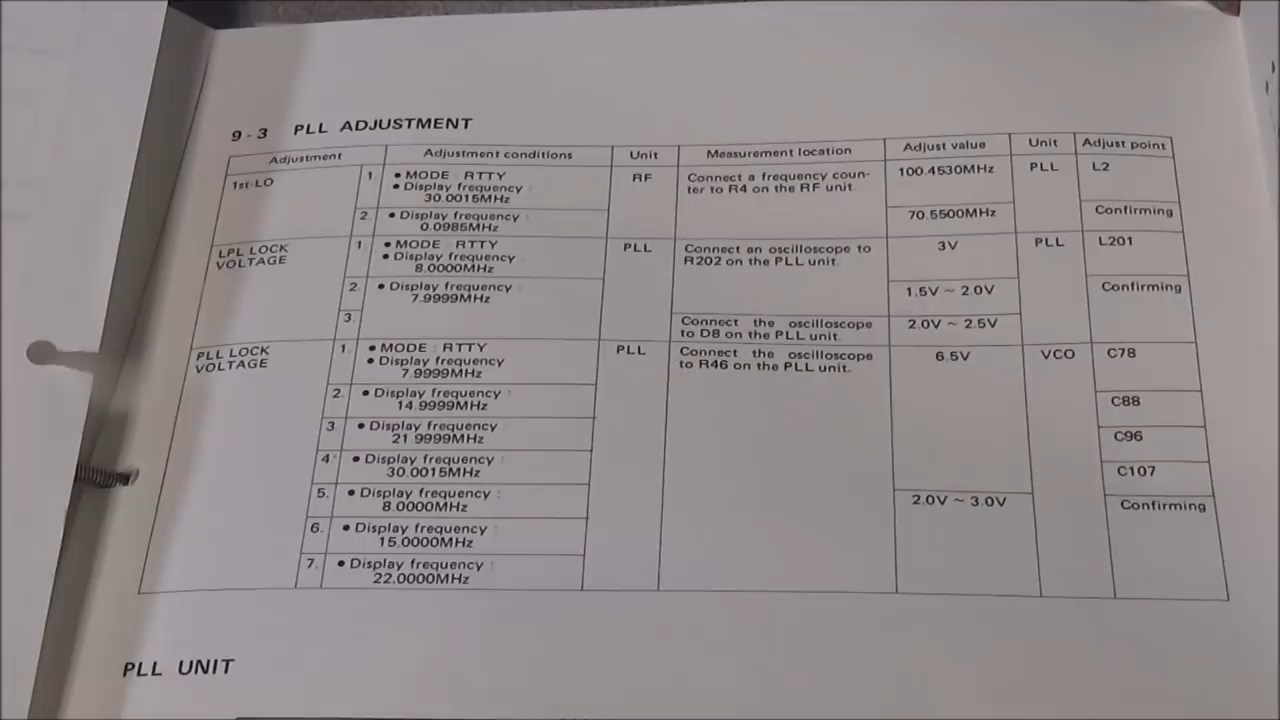 9-3 PLL ADJUSTMENT
Adjustment Adjustment conditions Unit Measurement location Adjust value Unit Adjust point
1st-LO 1. • MODE : RTTY RF Connect a frequency coun- 100.4530MHz PLL L2
• Display frequency : ter to R4 on the RF unit.
30.0015MHz
2. • Display frequency : 70.5500MHz Confirming
0.0985MHz
LPL LOCK 1. • MODE : RTTY PLL Connect an oscilloscope to 3V PLL L201
VOLTAGE • Display frequency : R202 on the PLL unit.
8.0000MHz
2. • Display frequency : 1.5V ~ 2.0V Confirming
7.9999MHz
3. Connect the oscilloscope 2.0V ~ 2.5V
to D8 on the PLL unit.
PLL LOCK 1. • MODE : RTTY PLL Connect the oscilloscope 6.5V VCO C78
VOLTAGE • Display frequency : to R46 on the PLL unit.
7.9999MHz
2. • Display frequency : C88
14.9999MHz
3. • Display frequency : C96
21.9999MHz
4. • Display frequency : C107
30.0015MHz
5. • Display frequency : 2.0V ~ 3.0V Confirming
8.0000MHz
6. • Display frequency :
15.0000MHz
7. • Display frequency :
22.0000MHz
PLL UNIT